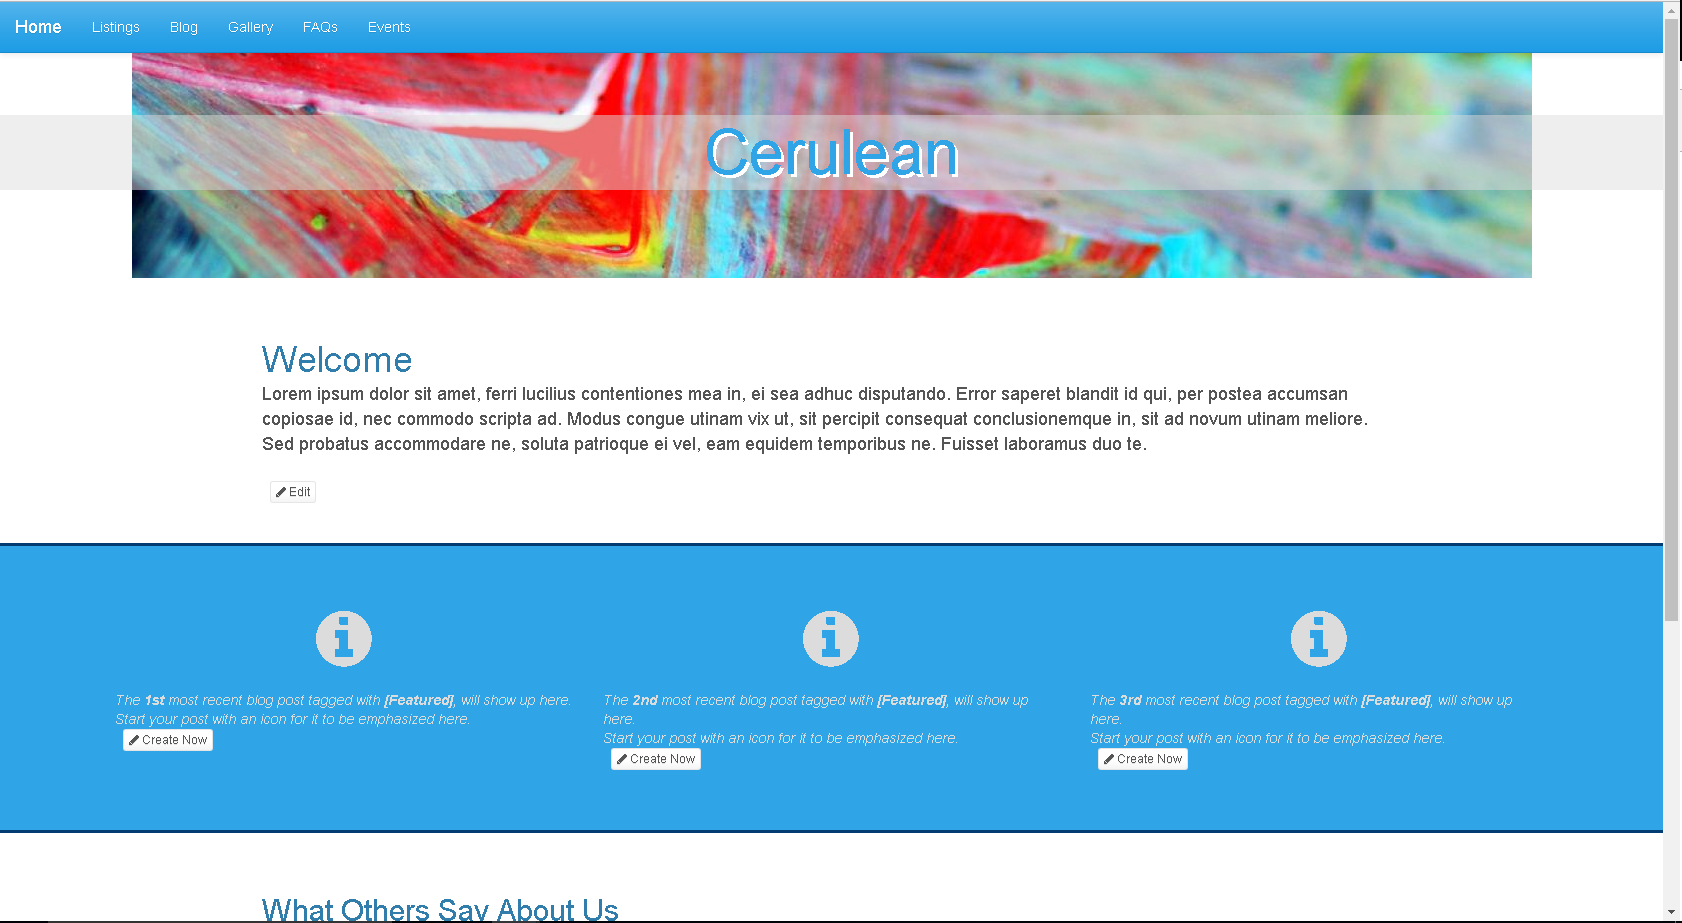 Home Listings Blog Gallery FAQs Events
Cerulean
Welcome
Lorem ipsum dolor sit amet, ferri lucilius contentiones mea in, ei sea adhuc disputando. Error saperet blandit id qui, per postea accumsan
copiosae id, nec commodo scripta ad. Modus congue utinam vix ut, sit percipit consequat conclusionemque in, sit ad novum utinam meliore.
Sed probatus accommodare ne, soluta patrioque ei vel, eam equidem temporibus ne. Fuisset laboramus duo te.
Edit
The 1st most recent blog post tagged with [Featured], will show up here.
Start your post with an icon for it to be emphasized here.
Create Now
The 2nd most recent blog post tagged with [Featured], will show up
here.
Start your post with an icon for it to be emphasized here.
Create Now
The 3rd most recent blog post tagged with [Featured], will show up
here.
Start your post with an icon for it to be emphasized here.
Create Now
What Others Say About Us